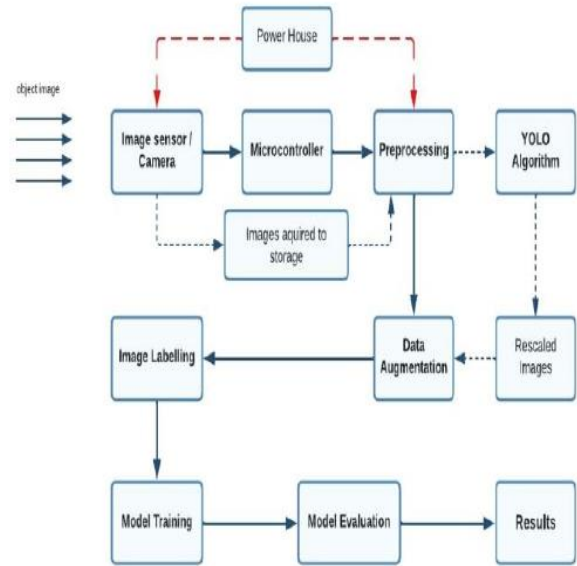 Power House
object image
Image sensor /
Camera
Microcontroller
Preprocessing
YOLO
Algorithm
Images aquired to
storage
Image Labelling
Data
Augmentation
Rescaled
Images
Model Training
Model Evaluation
Results